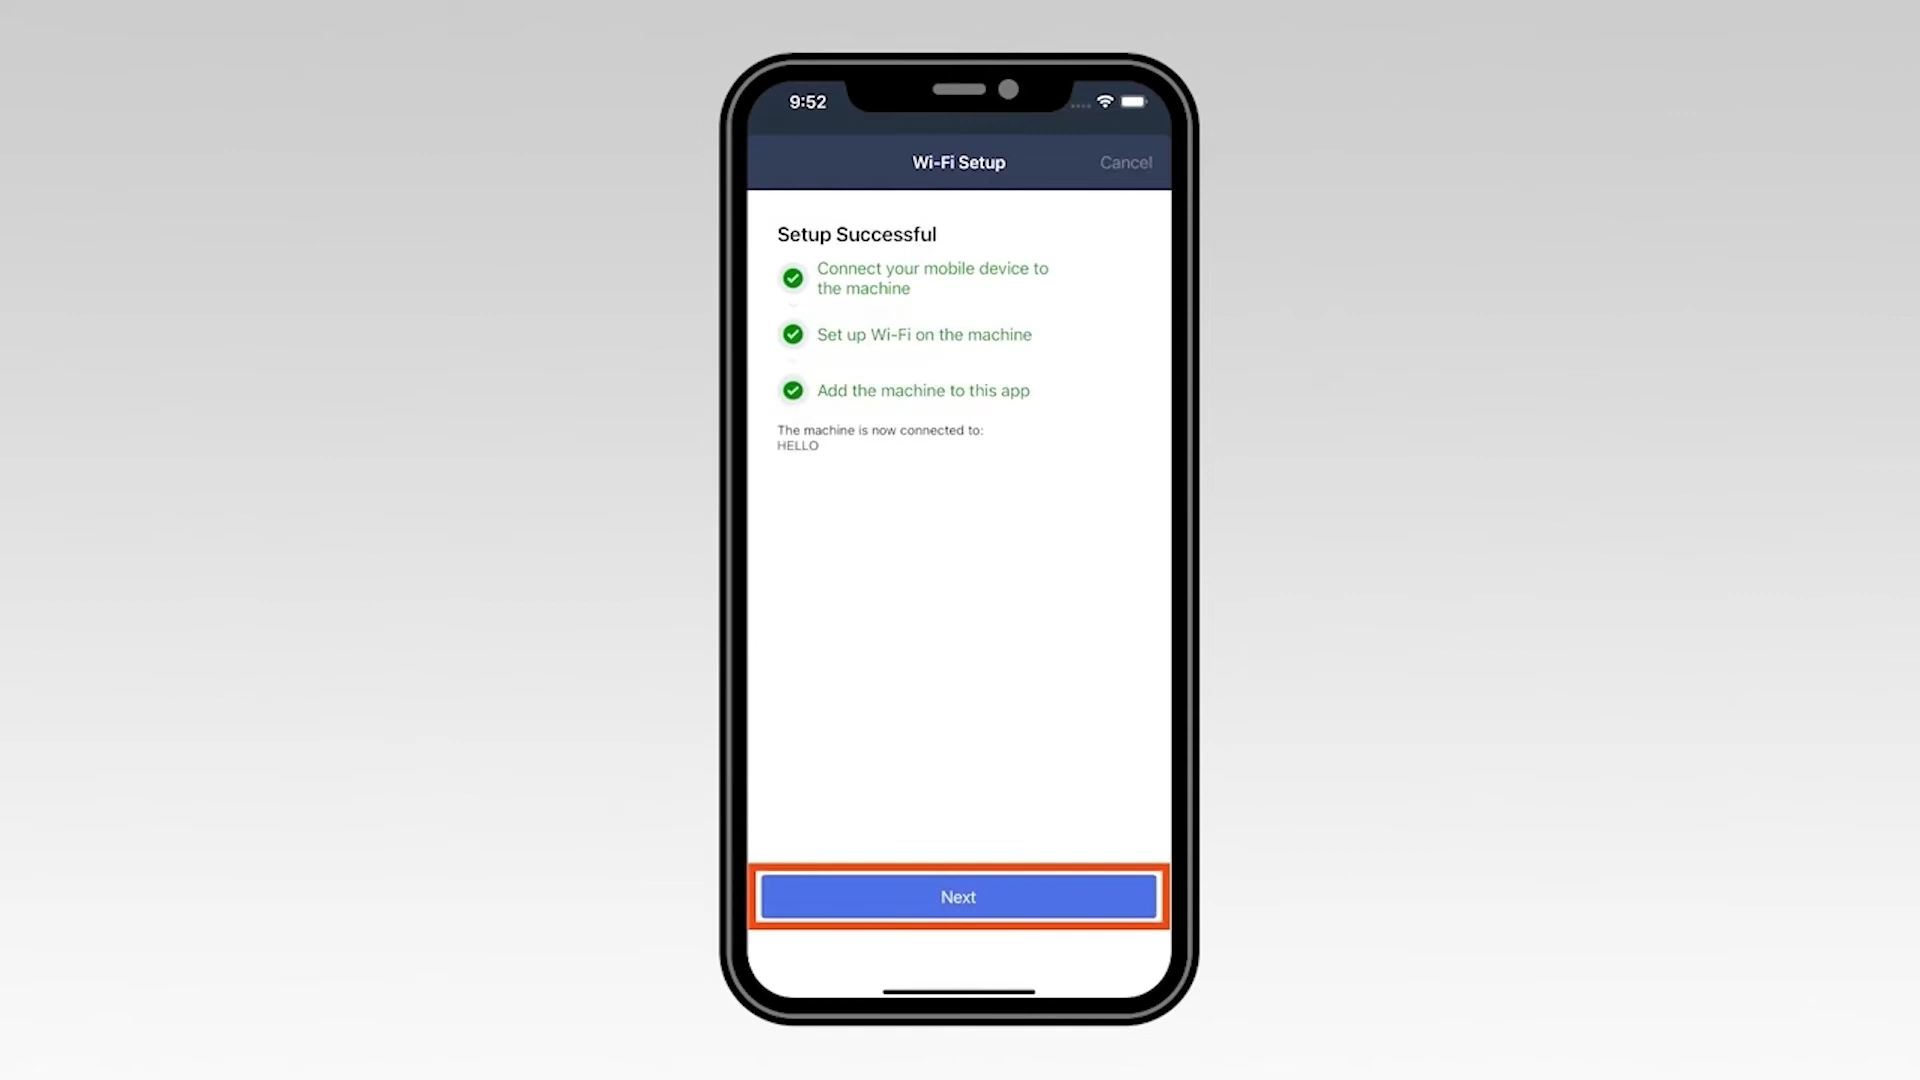 9:52
Wi-Fi Setup
Cancel
Setup Successful
Connect your mobile device to
the machine
Set up Wi-Fi on the machine
Add the machine to this app
The machine is now connected to:
HELLO
Next